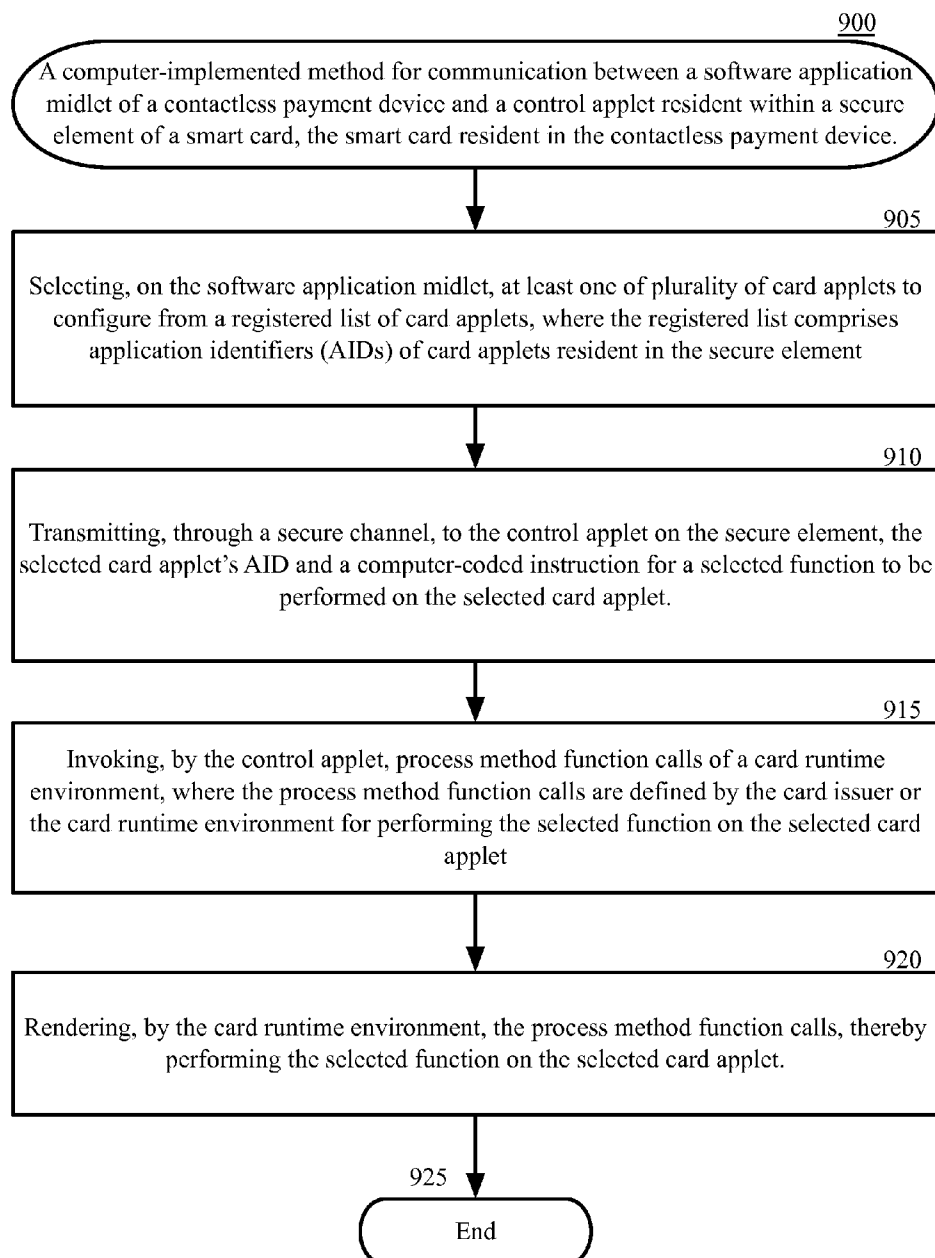 900
A computer-implemented method for communication between a software application
midlet of a contactless payment device and a control applet resident within a secure
element of a smart card, the smart card resident in the contactless payment device.
905
Selecting, on the software application midlet, at least one of plurality of card applets to
configure from a registered list of card applets, where the registered list comprises
application identifiers (AIDs) of card applets resident in the secure element
910
Transmitting, through a secure channel, to the control applet on the secure element, the
selected card applet's AID and a computer-coded instruction for a selected function to be
performed on the selected card applet.
915
Invoking, by the control applet, process method function calls of a card runtime
environment, where the process method function calls are defined by the card issuer or
the card runtime environment for performing the selected function on the selected card
applet
920
Rendering, by the card runtime environment, the process method function calls, thereby
performing the selected function on the selected card applet.
925
End